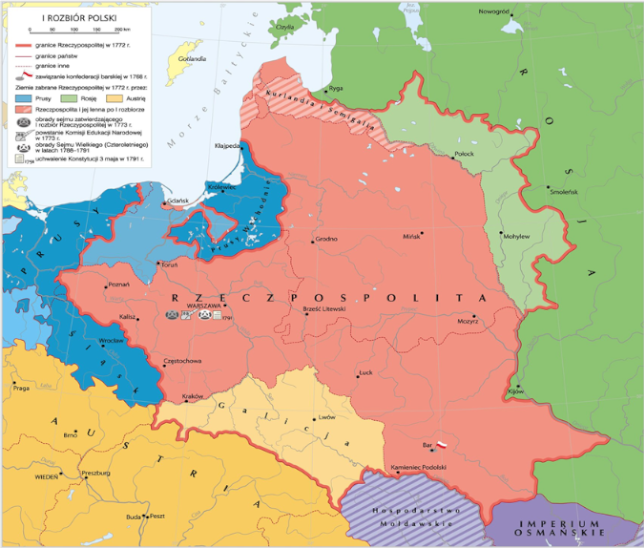 I ROZBIÓR POLSKI
granice Rzeczypospolitej w 1772 r.
granice państw
granice inne
zawiązanie konfederacji barskiej w 1768 r.
Ziemie zabrane Rzeczypospolitej w 1772 r. przez:
Prusy
Rosję
Austrię
Rzeczpospolita i jej lenna po I rozbiorze
obrady sejmu zatwierdzającego
I rozbiór Rzeczypospolitej w 1773 r.
powołanie Komisji Edukacji Narodowej
w 1773 r.
obrady Sejmu Wielkiego (Czteroletniego)
w latach 1788-1791
1791
uchwalenie Konstytucji 3 maja w 1791 r.
Nowogród
Ozylia
Gotlandia
Morze Bałtyckie
Ryga
Kurlandia i Semigalia
ROSJA
Połock
Kłajpeda
Smoleńsk
Królewiec
Gdańsk
Prusy Wschodnie
PRUSY
Mińsk
Mohylew
Grodno
Toruń
Poznań
RZECZPOSPOLITA
WARSZAWA
1791
Brześć Litewski
Mozyrz
Kalisz
Wrocław
Śląsk
Częstochowa
Łuck
Kijów
Praga
Kraków
Galicja
Lwów
AUSTRIA
Brno
Bar
Kamieniec Podolski
WIEDEŃ
Preszburg
Buda
Peszt
Hospodarstwo
Mołdawskie
IMPERIUM
OSMAŃSKIE